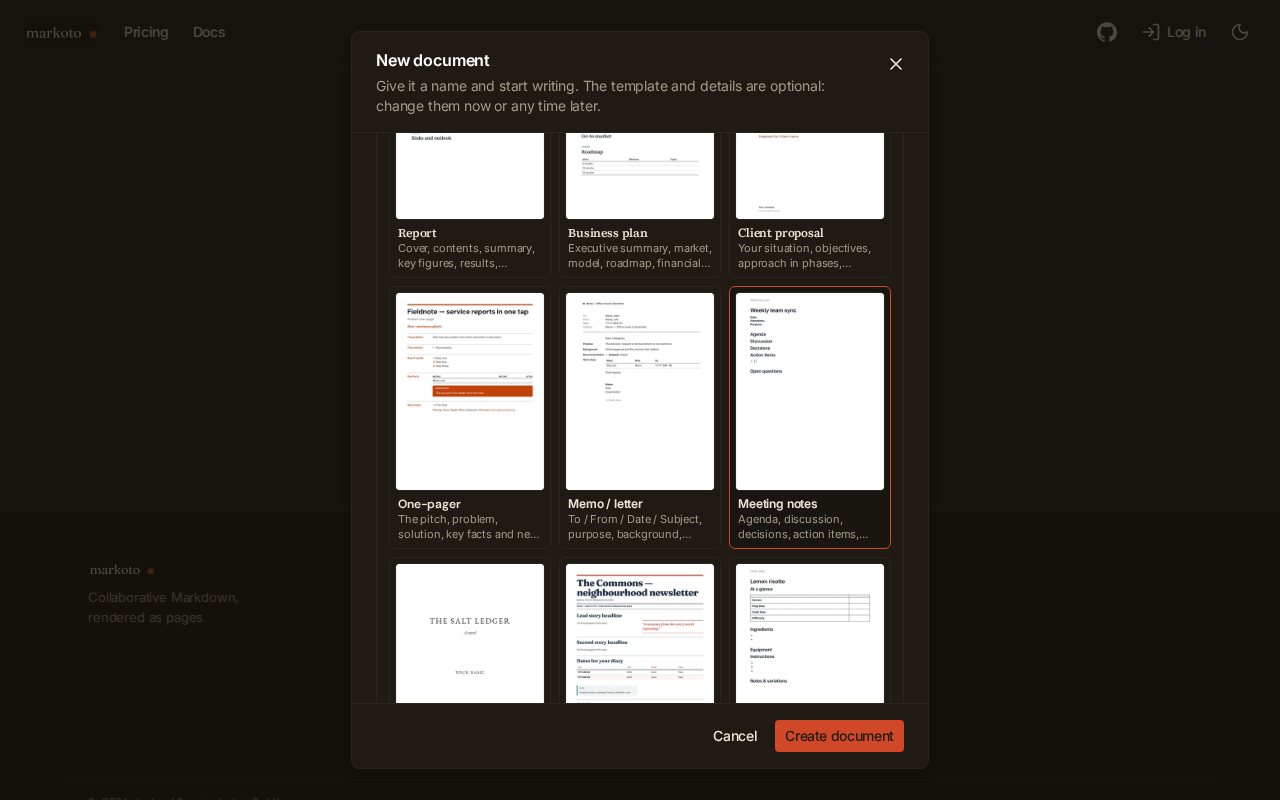 markoto
Pricing
Docs
Log in
New document
Give it a name and start writing. The template and details are optional:
change them now or any time later.
Risks and outlook
Go to market
Roadmap
Report
Cover, contents, summary,
key figures, results,...
Business plan
Executive summary, market,
model, roadmap, financial...
Client proposal
Your situation, objectives,
approach in phases,...
Fieldnote — service reports in one tap
Weekly team sync
Agenda
Discussion
Decisions
Action items
Open questions
One-pager
The pitch, problem,
solution, key facts and ne...
Memo / letter
To / From / Date / Subject,
purpose, background,...
Meeting notes
Agenda, discussion,
decisions, action items,...
THE SALT LEDGER
A novel
YOUR NAME
The Commons —
neighbourhood newsletter
Lead story headline
Second story headline
Dates for your diary
Lemon risotto
At a glance
Ingredients
Equipment
Instructions
Notes & variations
markoto
Collaborative Markdown,
rendered as pages.
Cancel
Create document